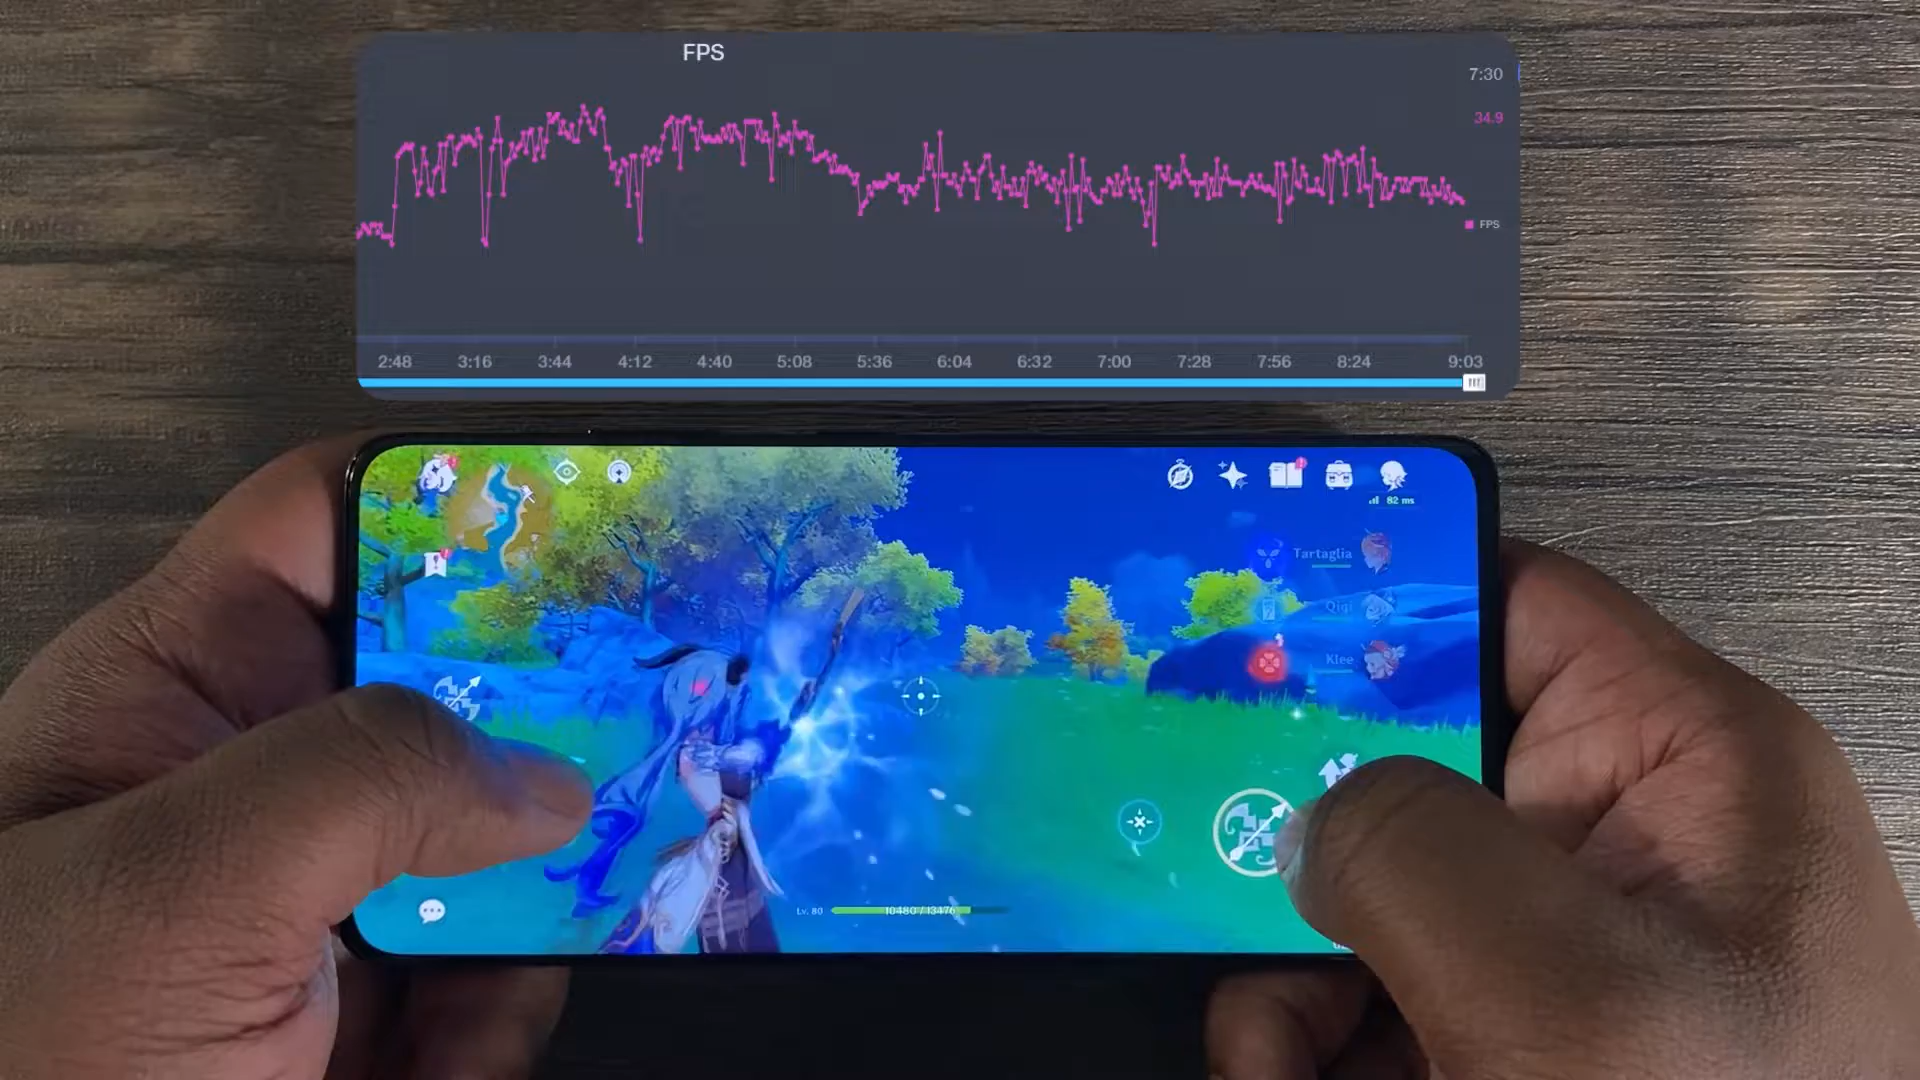 FPS
7:30
34.9
FPS
2:48 3:16 3:44 4:12 4:40 5:08 5:36 6:04 6:32 7:00 7:28 7:56 8:24 9:03
82 ms
Tartaglia
Qiqi
Klee
Lv. 80 10480 / 13476